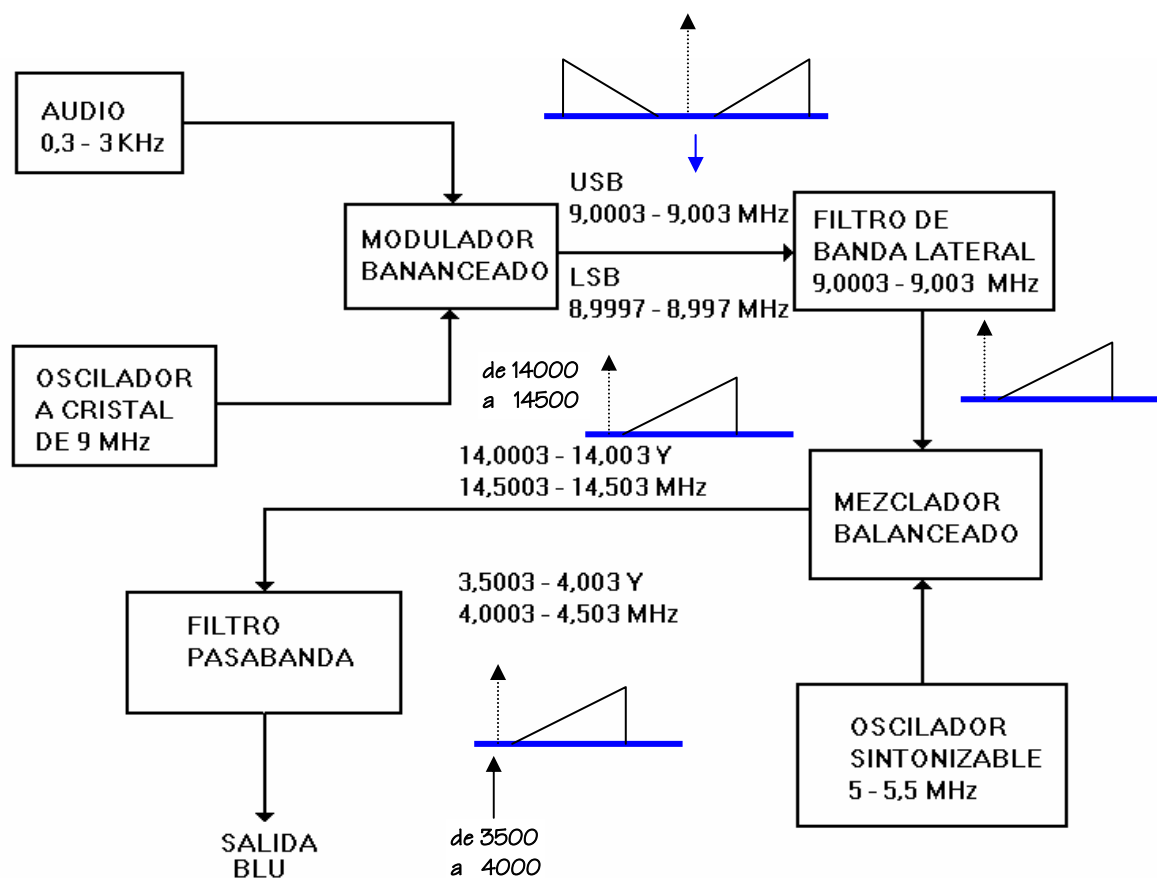 AUDIO
0,3 - 3 KHz
MODULADOR
BANANCEADO
OSCILADOR
A CRISTAL
DE 9 MHz
USB
9,0003 - 9,003 MHz
LSB
8,9997 - 8,997 MHz
FILTRO DE
BANDA LATERAL
9,0003 - 9,003 MHz
de 14000
a 14500
14,0003 - 14,003 Y
14,5003 - 14,503 MHz
MEZCLADOR
BALANCEADO
3,5003 - 4,003 Y
4,0003 - 4,503 MHz
FILTRO
PASABANDA
OSCILADOR
SINTONIZABLE
5 - 5,5 MHz
SALIDA
BLU
de 3500
a 4000